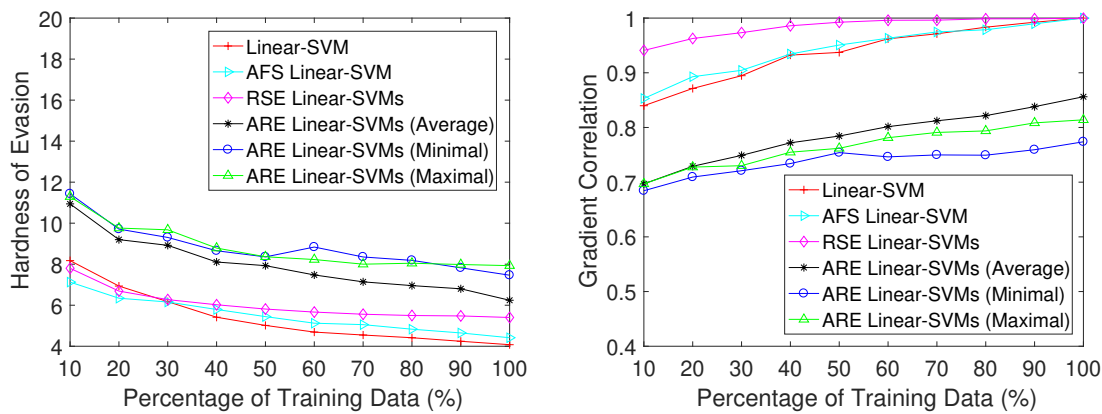 20
18
16
14
12
10
8
6
4
Hardness of Evasion
Linear-SVM
AFS Linear-SVM
RSE Linear-SVMs
ARE Linear-SVMs (Average)
ARE Linear-SVMs (Minimal)
ARE Linear-SVMs (Maximal)
10 20 30 40 50 60 70 80 90 100
Percentage of Training Data (%)
1
0.9
0.8
0.7
0.6
0.5
0.4
Gradient Correlation
Linear-SVM
AFS Linear-SVM
RSE Linear-SVMs
ARE Linear-SVMs (Average)
ARE Linear-SVMs (Minimal)
ARE Linear-SVMs (Maximal)
10 20 30 40 50 60 70 80 90 100
Percentage of Training Data (%)